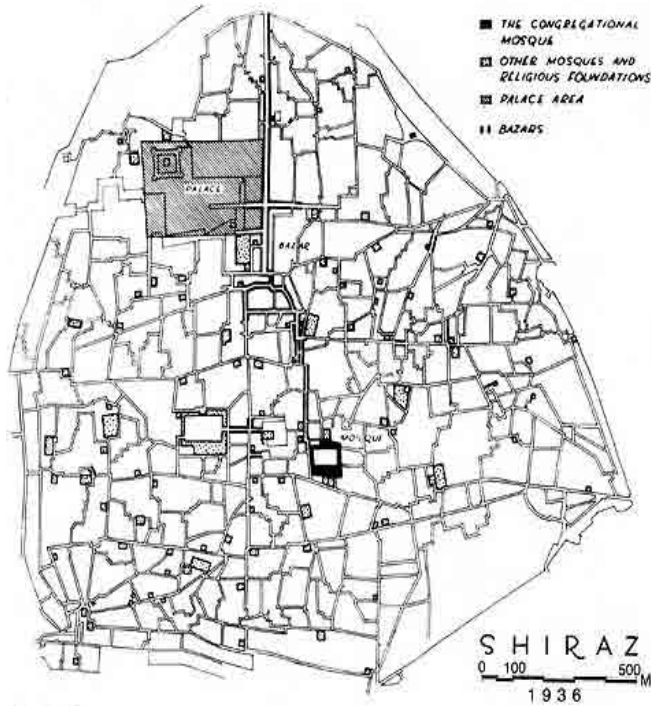 THE CONGREGATIONAL
MOSQUE
OTHER MOSQUES AND
RELIGIOUS FOUNDATIONS
PALACE AREA
BAZARS
PALACE
BAZAR
MOSQUE
SHIRAZ
0 100 500 M
1936